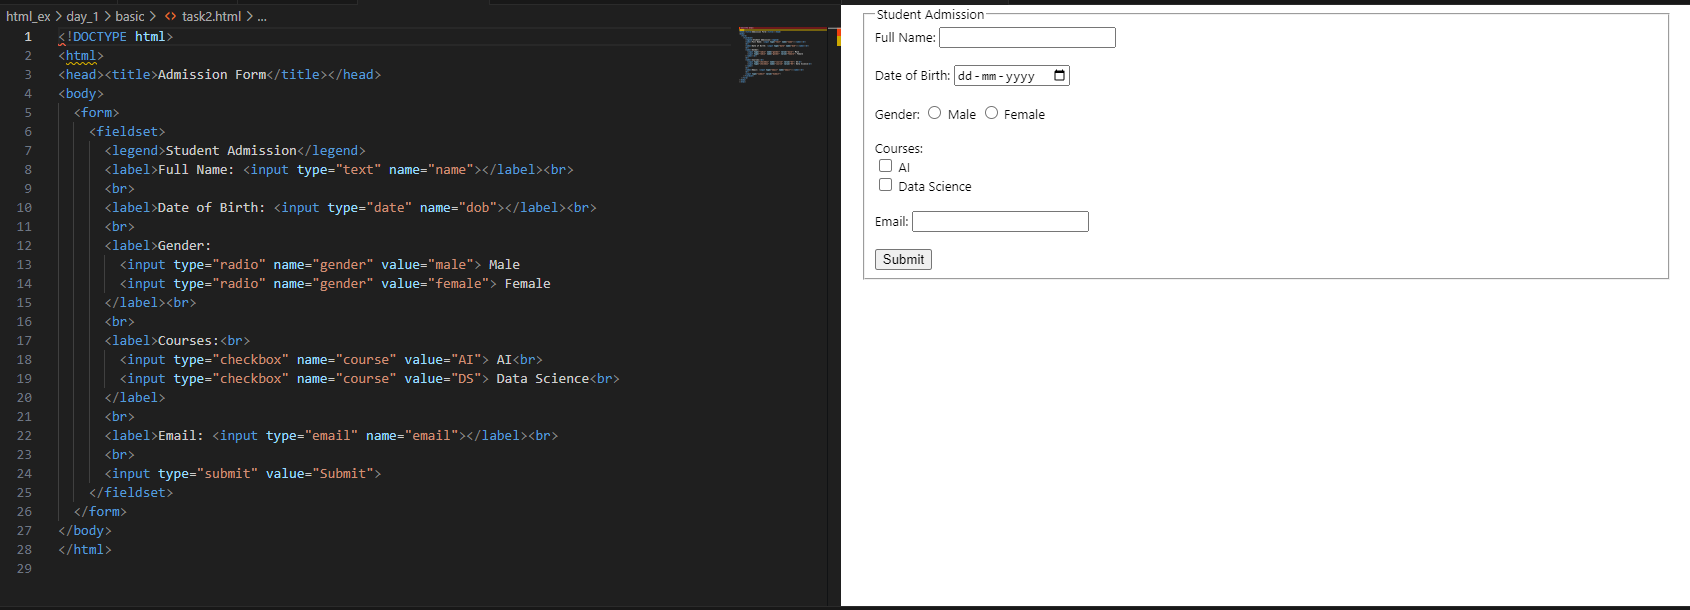 html_ex > day_1 > basic > <> task2.html > ...
1 <!DOCTYPE html>
2 <html>
3 <head><title>Admission Form</title></head>
4 <body>
5 <form>
6 <fieldset>
7 <legend>Student Admission</legend>
8 <label>Full Name: <input type="text" name="name"></label><br>
9 <br>
10 <label>Date of Birth: <input type="date" name="dob"></label><br>
11 <br>
12 <label>Gender:
13 <input type="radio" name="gender" value="male"> Male
14 <input type="radio" name="gender" value="female"> Female
15 </label><br>
16 <br>
17 <label>Courses:<br>
18 <input type="checkbox" name="course" value="AI"> AI<br>
19 <input type="checkbox" name="course" value="DS"> Data Science<br>
20 </label>
21 <br>
22 <label>Email: <input type="email" name="email"></label><br>
23 <br>
24 <input type="submit" value="Submit">
25 </fieldset>
26 </form>
27 </body>
28 </html>
29
Student Admission
Full Name:
Date of Birth: dd-mm-yyyy
Gender: Male Female
Courses:
AI
Data Science
Email:
Submit